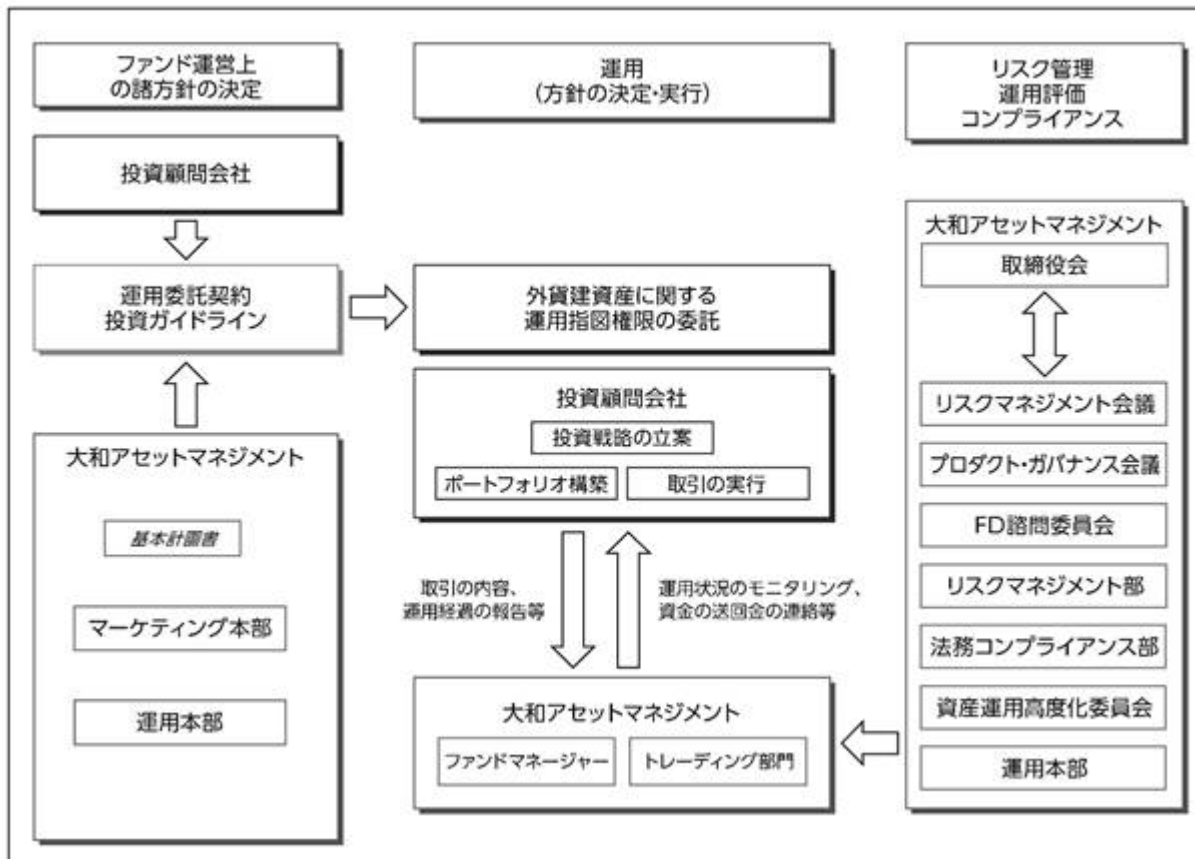 ファンド運営上
の諸方針の決定
運用
(方針の決定・実行)
リスク管理
運用評価
コンプライアンス
投資顧問会社
運用委託契約
投資ガイドライン
外貨建資産に関する
運用指図権限の委託
大和アセットマネジメント
取締役会
リスクマネジメント会議
プロダクト・ガバナンス会議
FD諮問委員会
リスクマネジメント部
法務コンプライアンス部
資産運用高度化委員会
運用本部
投資顧問会社
投資戦略の立案
ポートフォリオ構築
取引の実行
大和アセットマネジメント
基本計画書
マーケティング本部
運用本部
取引の内容、
運用経過の報告等
運用状況のモニタリング、
資金の送回金の連絡等
大和アセットマネジメント
ファンドマネージャー
トレーディング部門